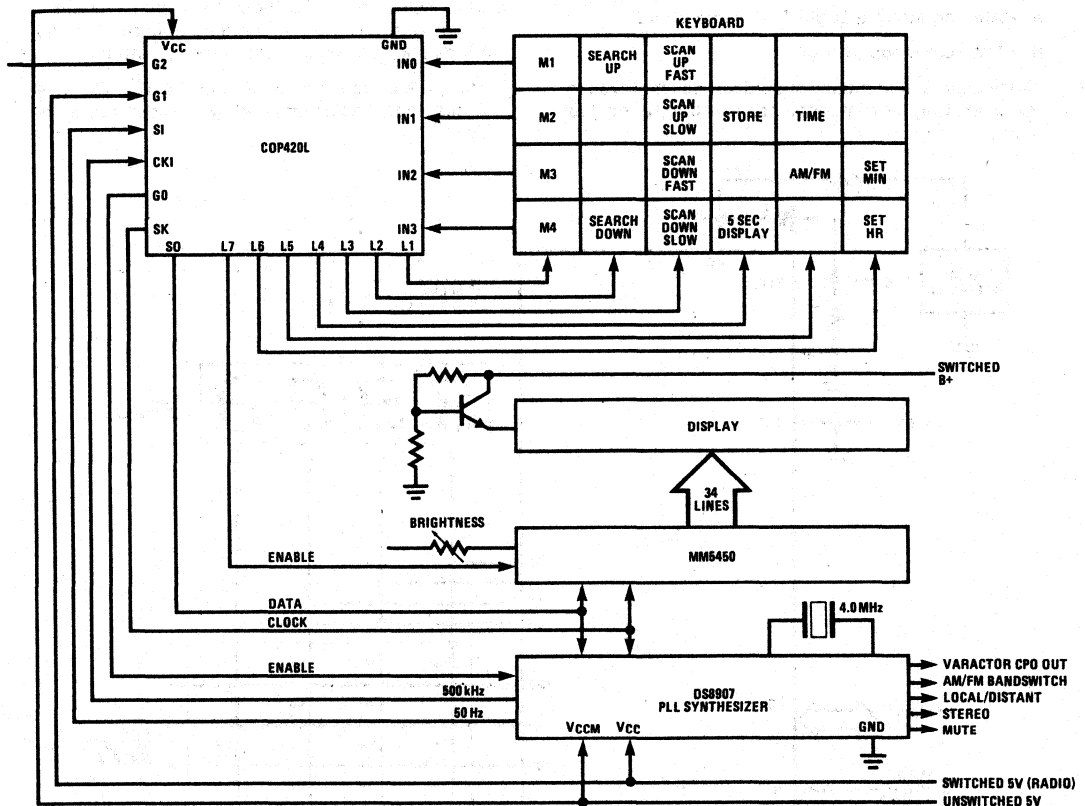 KEYBOARD
VCC
GND
G2
G1
SI
CKI
G0
SK
COP420L
IN0
IN1
IN2
IN3
SO
L7
L6
L5
L4
L3
L2
L1
M1
SEARCH UP
SCAN UP FAST
M2
SCAN UP SLOW
STORE
TIME
M3
SCAN DOWN FAST
AM/FM
SET MIN
M4
SEARCH DOWN
SCAN DOWN SLOW
5 SEC DISPLAY
SET HR
SWITCHED B+
DISPLAY
34 LINES
BRIGHTNESS
MM5450
ENABLE
DATA
CLOCK
4.0 MHz
ENABLE
500 kHz
50 Hz
DS8907
PLL SYNTHESIZER
VCCM
VCC
GND
VARACTOR CPO OUT
AM/FM BANDSWITCH
LOCAL/DISTANT
STEREO
MUTE
SWITCHED 5V (RADIO)
UNSWITCHED 5V